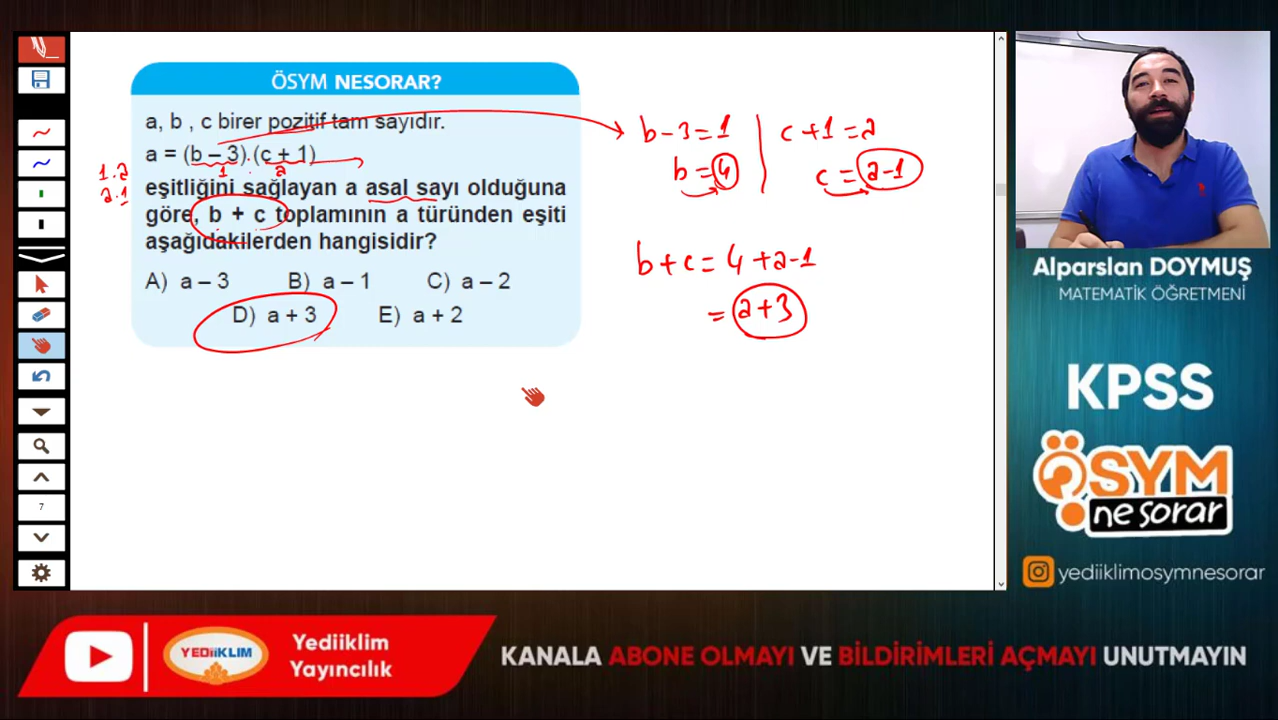 ÖSYM NESORAR?
a, b , c birer pozitif tam sayıdır.
a = (b – 3).(c + 1)
1 2
1.a
a.1
eşitliğini sağlayan a asal sayı olduğuna
göre, b + c toplamının a türünden eşiti
aşağıdakilerden hangisidir?
A) a – 3 B) a – 1 C) a – 2
D) a + 3 E) a + 2
b-3=1 c+1=a
b=4 c=a-1
b+c=4+a-1
=a+3
7
Alparslan DOYMUŞ
MATEMATİK ÖĞRETMENİ
KPSS
ÖSYM
ne sorar
yediiklimosymnesorar
YEDİİKLİM
Yediiklim
Yayıncılık
KANALA ABONE OLMAYI VE BİLDİRİMLERİ AÇMAYI UNUTMAYIN